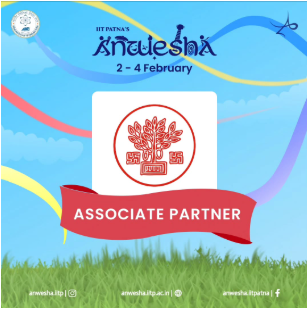 IIT PATNA'S
anwesha
2 - 4 February
ASSOCIATE PARTNER
anwesha.iitp | anwesha.iitp.ac.in | anwesha.iitpatna |